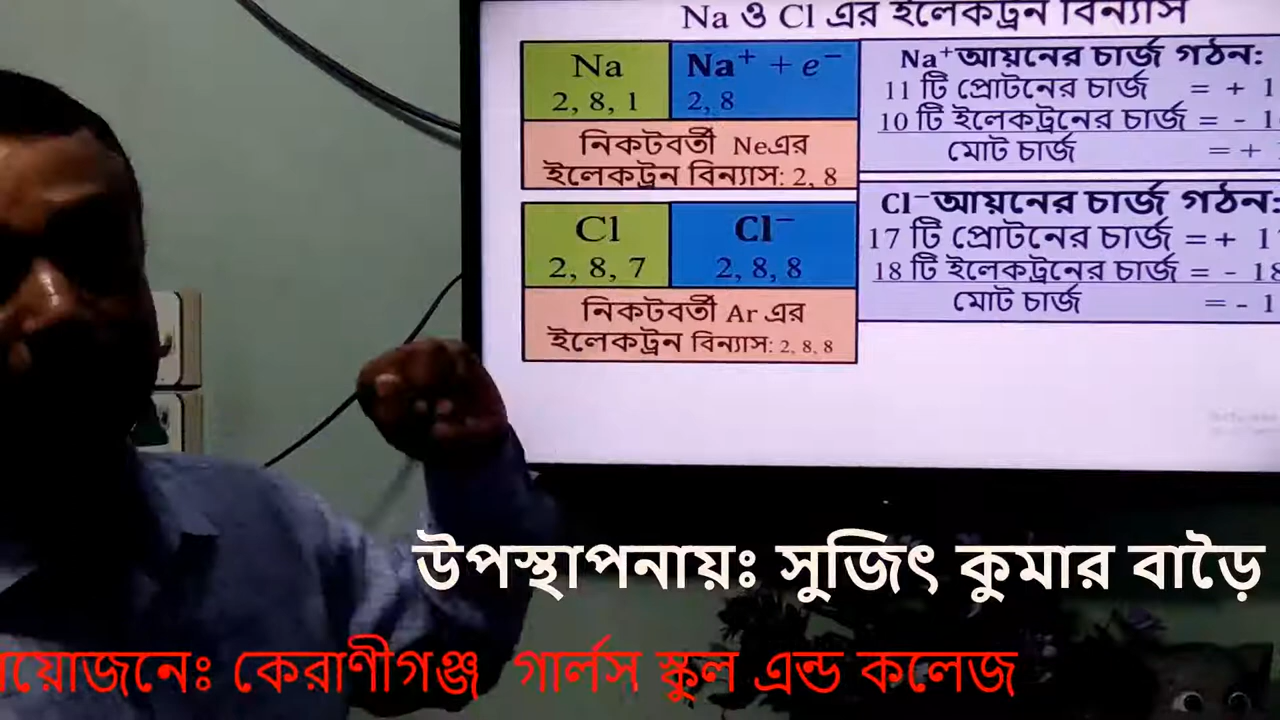 Na ও Cl এর ইলেকট্রন বিন্যাস
Na
2, 8, 1
Na⁺ + e⁻
2, 8
নিকটবর্তী Neএর
ইলেকট্রন বিন্যাস: 2, 8
Cl
2, 8, 7
Cl⁻
2, 8, 8
নিকটবর্তী Ar এর
ইলেকট্রন বিন্যাস: 2, 8, 8
Na⁺আয়নের চার্জ গঠন:
11 টি প্রোটনের চার্জ = + 1
10 টি ইলেকট্রনের চার্জ = - 1
মোট চার্জ = +
Cl⁻আয়নের চার্জ গঠন:
17 টি প্রোটনের চার্জ = + 1
18 টি ইলেকট্রনের চার্জ = - 18
মোট চার্জ = - 1
উপস্থাপনায়ঃ সুজিৎ কুমার বাড়ৈ
য়োজনেঃ কেরাণীগঞ্জ গার্লস স্কুল এন্ড কলেজ